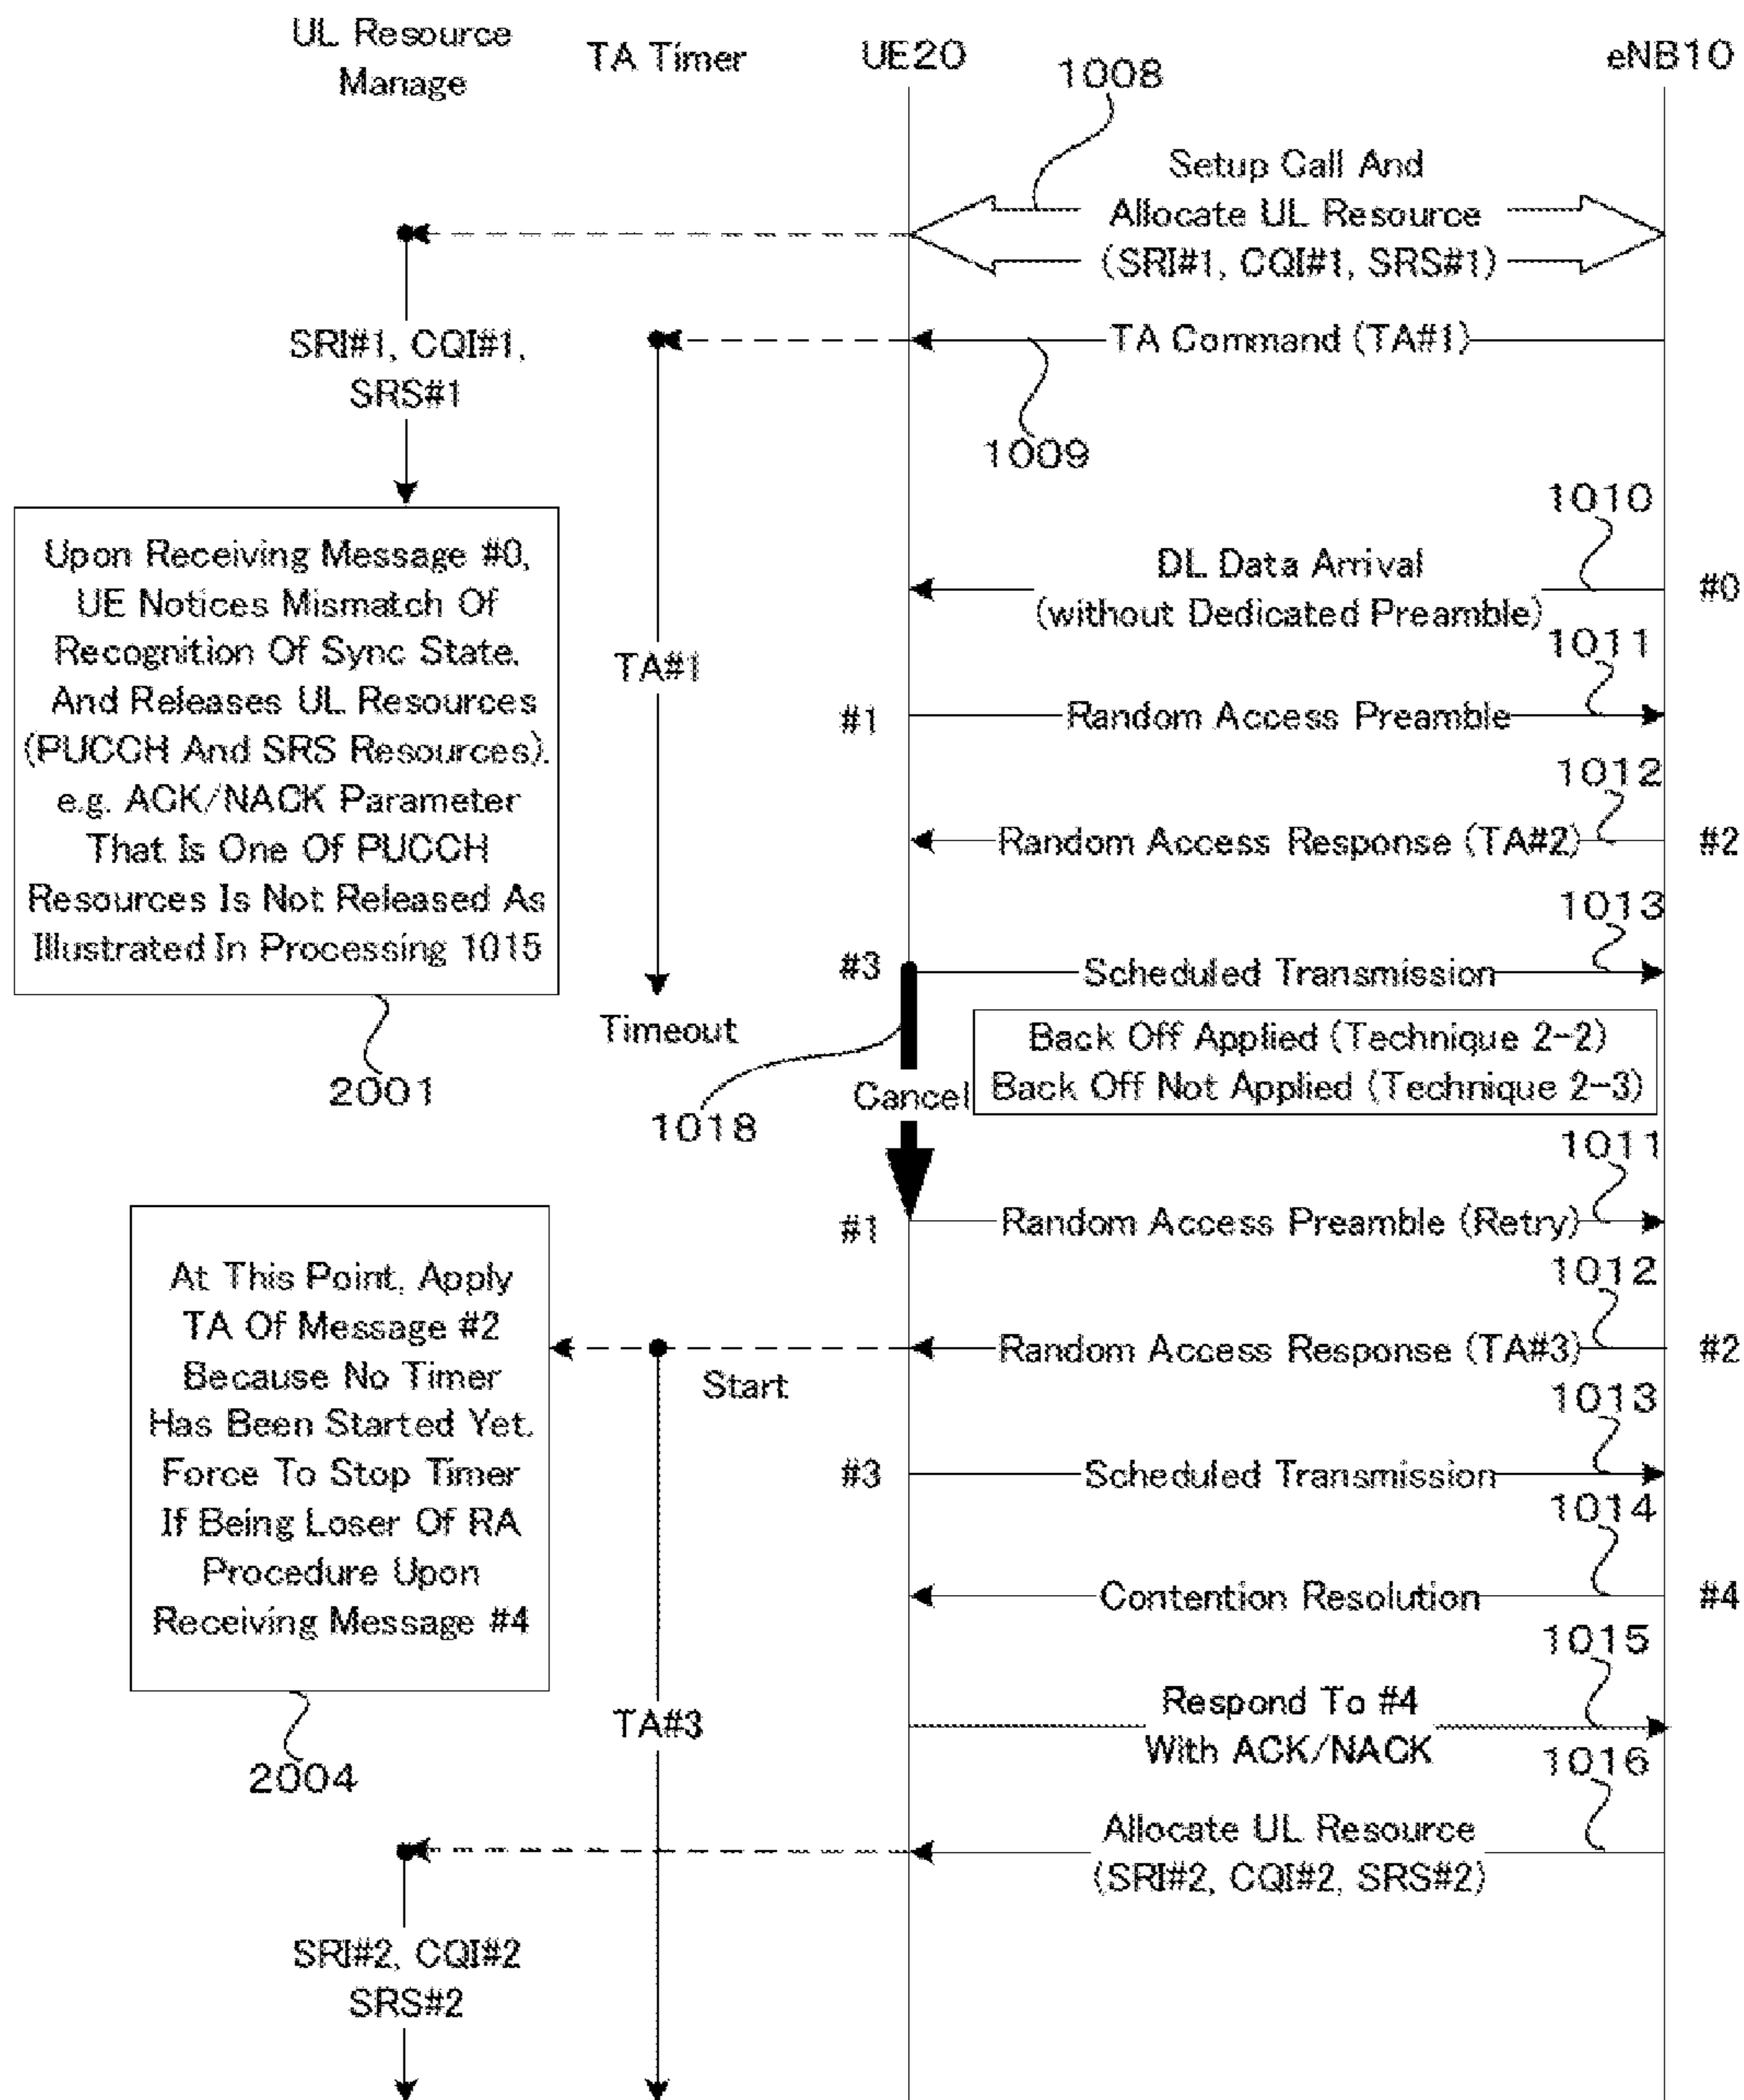 UL Resource
Manage
TA Timer
UE20
eNB10
1008
Setup Call And
Allocate UL Resource
(SRI#1, CQI#1, SRS#1)
SRI#1, CQI#1,
SRS#1
TA Command (TA#1)
1009
1010
Upon Receiving Message #0,
UE Notices Mismatch Of
Recognition Of Sync State.
And Releases UL Resources
(PUCCH And SRS Resources).
e.g. ACK/NACK Parameter
That Is One Of PUCCH
Resources Is Not Released As
Illustrated In Processing 1015
2001
DL Data Arrival
(without Dedicated Preamble)
#0
1011
TA#1
#1
Random Access Preamble
1012
Random Access Response (TA#2)
#2
1013
#3
Scheduled Transmission
Timeout
Back Off Applied (Technique 2-2)
Back Off Not Applied (Technique 2-3)
Cancel
1018
1011
#1
Random Access Preamble (Retry)
1012
At This Point, Apply
TA Of Message #2
Because No Timer
Has Been Started Yet.
Force To Stop Timer
If Being Loser Of RA
Procedure Upon
Receiving Message #4
2004
Start
Random Access Response (TA#3)
#2
1013
#3
Scheduled Transmission
1014
Contention Resolution
#4
1015
TA#3
Respond To #4
With ACK/NACK
1016
Allocate UL Resource
(SRI#2, CQI#2, SRS#2)
SRI#2, CQI#2
SRS#2